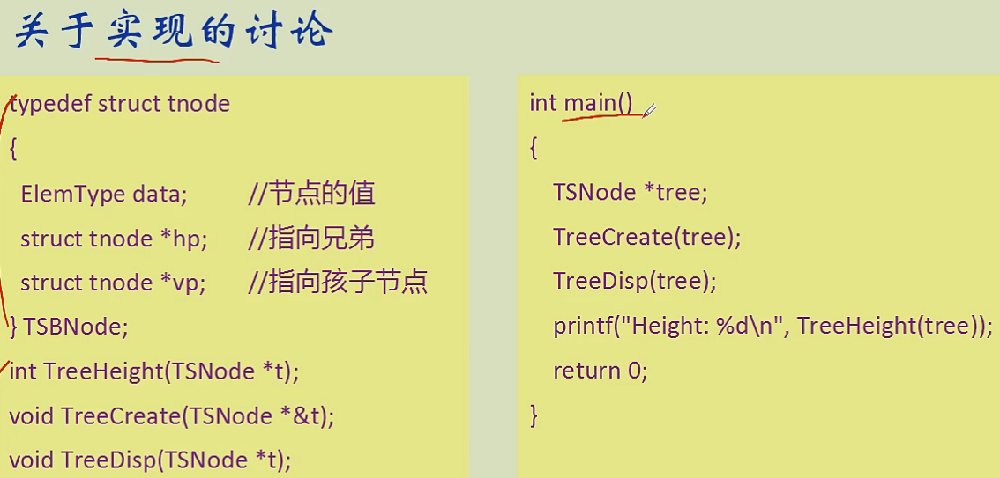 关于实现的讨论
typedef struct tnode
{
ElemType data; //节点的值
struct tnode *hp; //指向兄弟
struct tnode *vp; //指向孩子节点
} TSBNode;
int TreeHeight(TSNode *t);
void TreeCreate(TSNode *&t);
void TreeDisp(TSNode *t);
int main()
{
TSNode *tree;
TreeCreate(tree);
TreeDisp(tree);
printf("Height: %d\n", TreeHeight(tree));
return 0;
}